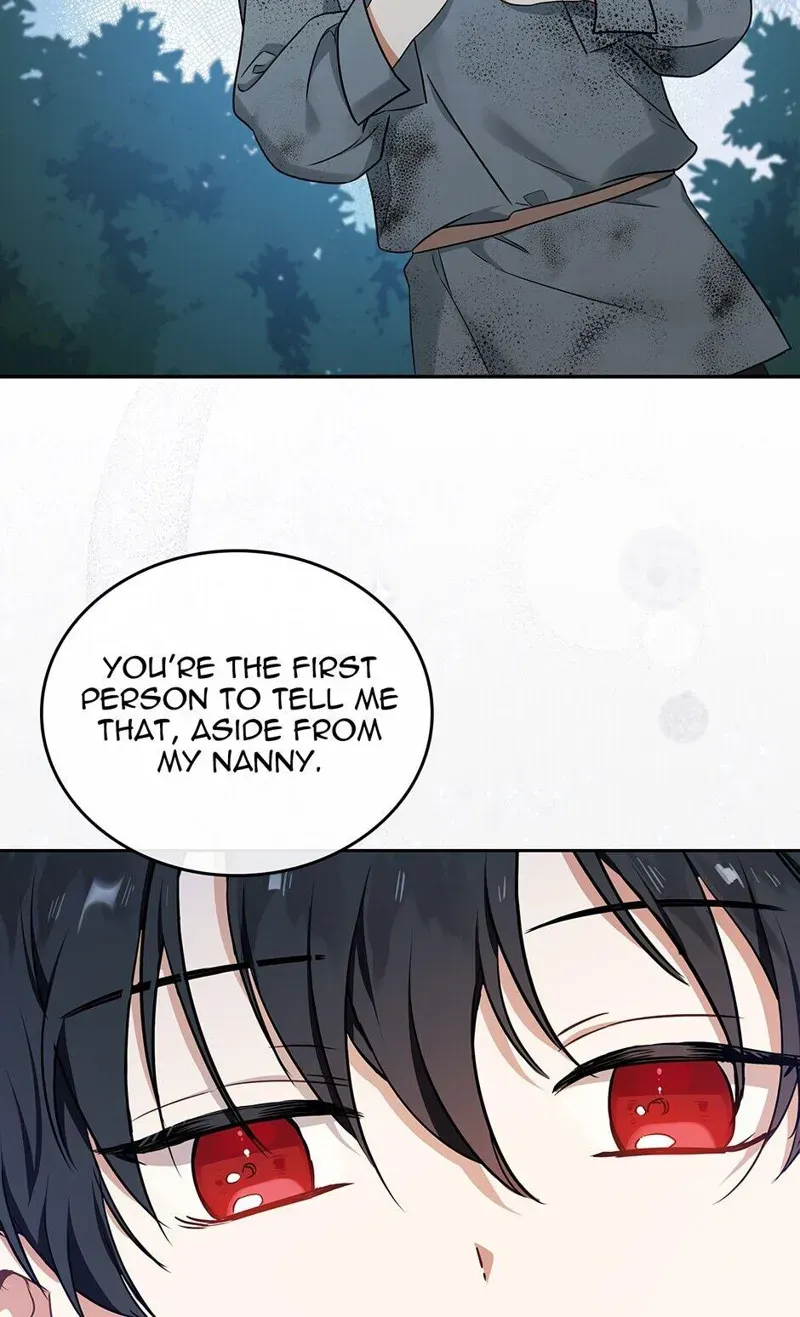 YOU'RE THE FIRST
PERSON TO TELL ME
THAT, ASIDE FROM
MY NANNY.